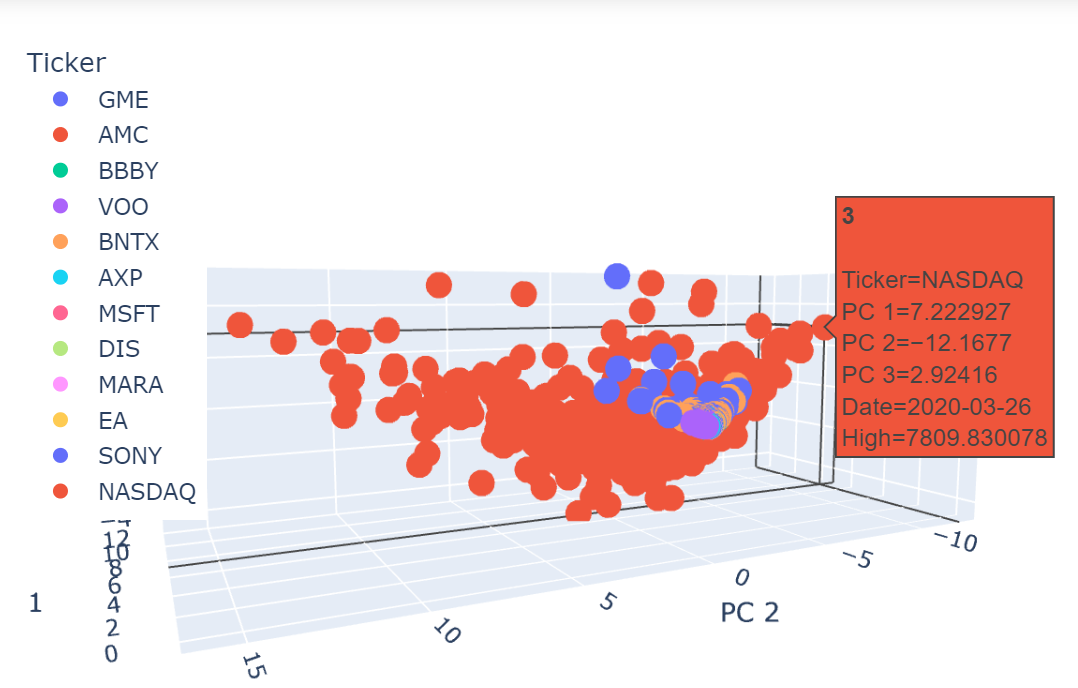 Ticker
GME
AMC
BBBY
VOO
BNTX
AXP
MSFT
DIS
MARA
EA
SONY
NASDAQ
3
Ticker=NASDAQ
PC 1=7.222927
PC 2=−12.1677
PC 3=2.92416
Date=2020-03-26
High=7809.830078
12
10
8
6
4
2
0
1
15
10
5
0
−5
−10
PC 2